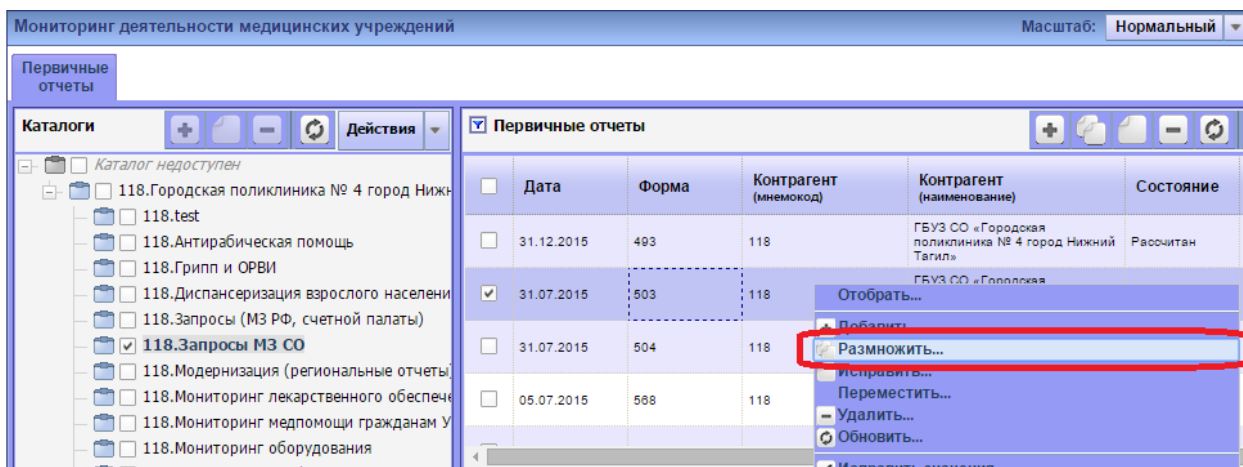 Мониторинг деятельности медицинских учреждений
Масштаб: Нормальный
Первичные
отчеты
Каталоги
Действия
Каталог недоступен
118.Городская поликлиника № 4 город Нижн
118.test
118.Антирабическая помощь
118.Грипп и ОРВИ
118.Диспансеризация взрослого населени
118.Запросы (МЗ РФ, счетной палаты)
118.Запросы МЗ СО
118.Модернизация (региональные отчеты)
118.Мониторинг лекарственного обеспече
118.Мониторинг медпомощи гражданам У
118.Мониторинг оборудования
Первичные отчеты
Дата
Форма
Контрагент
(мнемокод)
Контрагент
(наименование)
Состояние
31.12.2015 493 118
ГБУЗ СО «Городская
поликлиника № 4 город Нижний
Тагил»
Рассчитан
31.07.2015 503 118
ГБУЗ СО «Городская
31.07.2015 504 118
05.07.2015 568 118
Отобрать...
Добавить...
Размножить...
Исправить...
Переместить...
Удалить...
Обновить...
Исправить значения